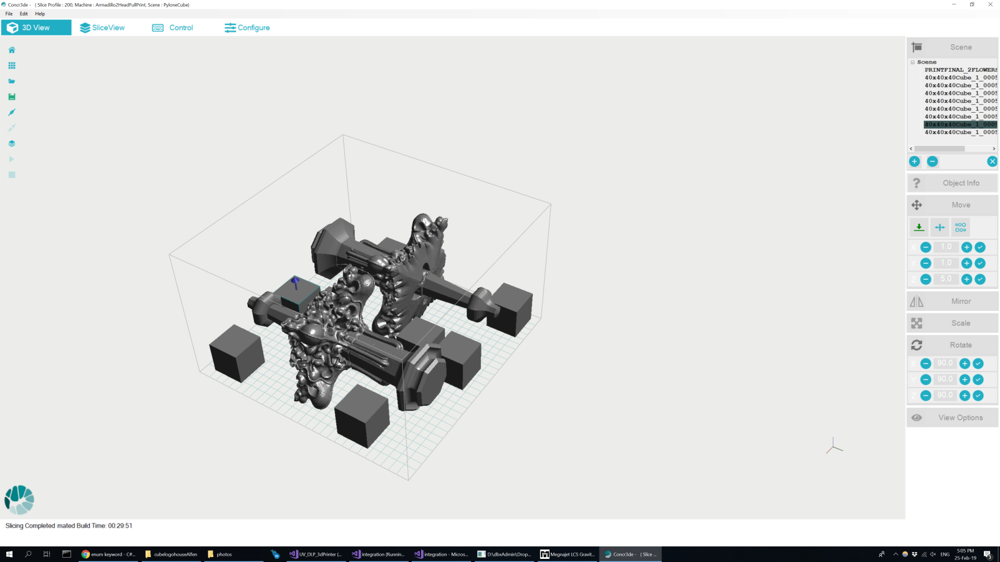 Concr3de - ( Slice Profile : 200, Machine : Armadillo2HeadFullPrint, Scene : PyloneCube)
File Edit Help
3D View SliceView Control Configure
Scene
Scene
PRINTFINAL_2FLOWERS
40x40x40Cube_1_0005
40x40x40Cube_1_0005
40x40x40Cube_1_0005
40x40x40Cube_1_0005
40x40x40Cube_1_0005
40x40x40Cube_1_0005
40x40x40Cube_1_0005
40x40x40Cube_1_0005
Object Info
Move
X 1.0
Y 1.0
Z 5.0
Mirror
Scale
Rotate
X 90.0
Y 90.0
Z 90.0
View Options
Slicing Completed mated Build Time: 00:29:51
enum keyword - C#... cubelogohouseAlfen photos UV_DLP_3dPrinter (... integration (Runnin... integration - Micros... D:\dbxAdmin\Drop... Megnajet LCS Gravit... Concr3de - ( Slice ... ENG 5:05 PM
25-Feb-19 3